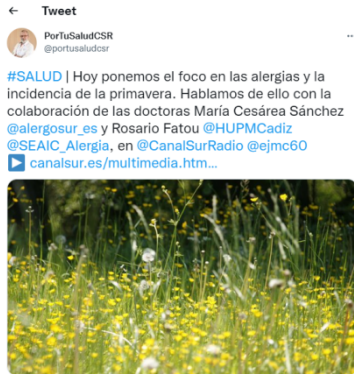 Tweet
PorTuSaludCSR
@portusaludcsr
#SALUD | Hoy ponemos el foco en las alergias y la
incidencia de la primavera. Hablamos de ello con la
colaboración de las doctoras María Cesárea Sánchez
@alergosur_es y Rosario Fatou @HUPMCadiz
@SEAIC_Alergia, en @CanalSurRadio @ejmc60
canalsur.es/multimedia.htm...